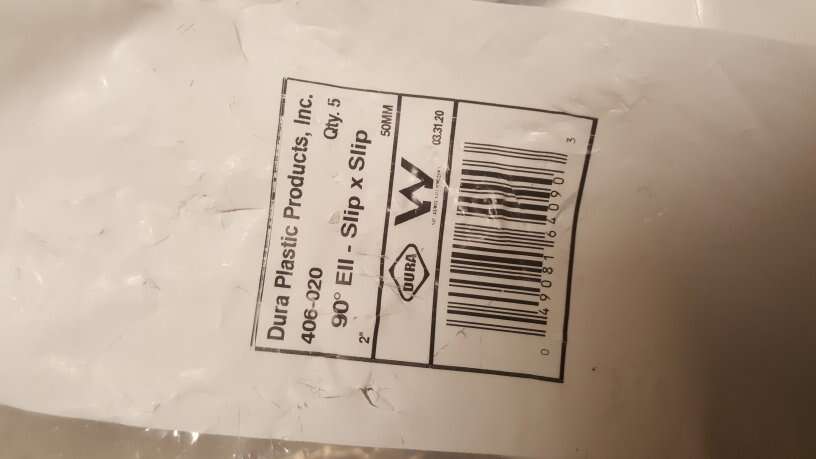 Dura Plastic Products, Inc.
406-020 Qty. 5
90° Ell - Slip x Slip
2" 50MM
DURA W 03.31.20
0 49081 64090 3